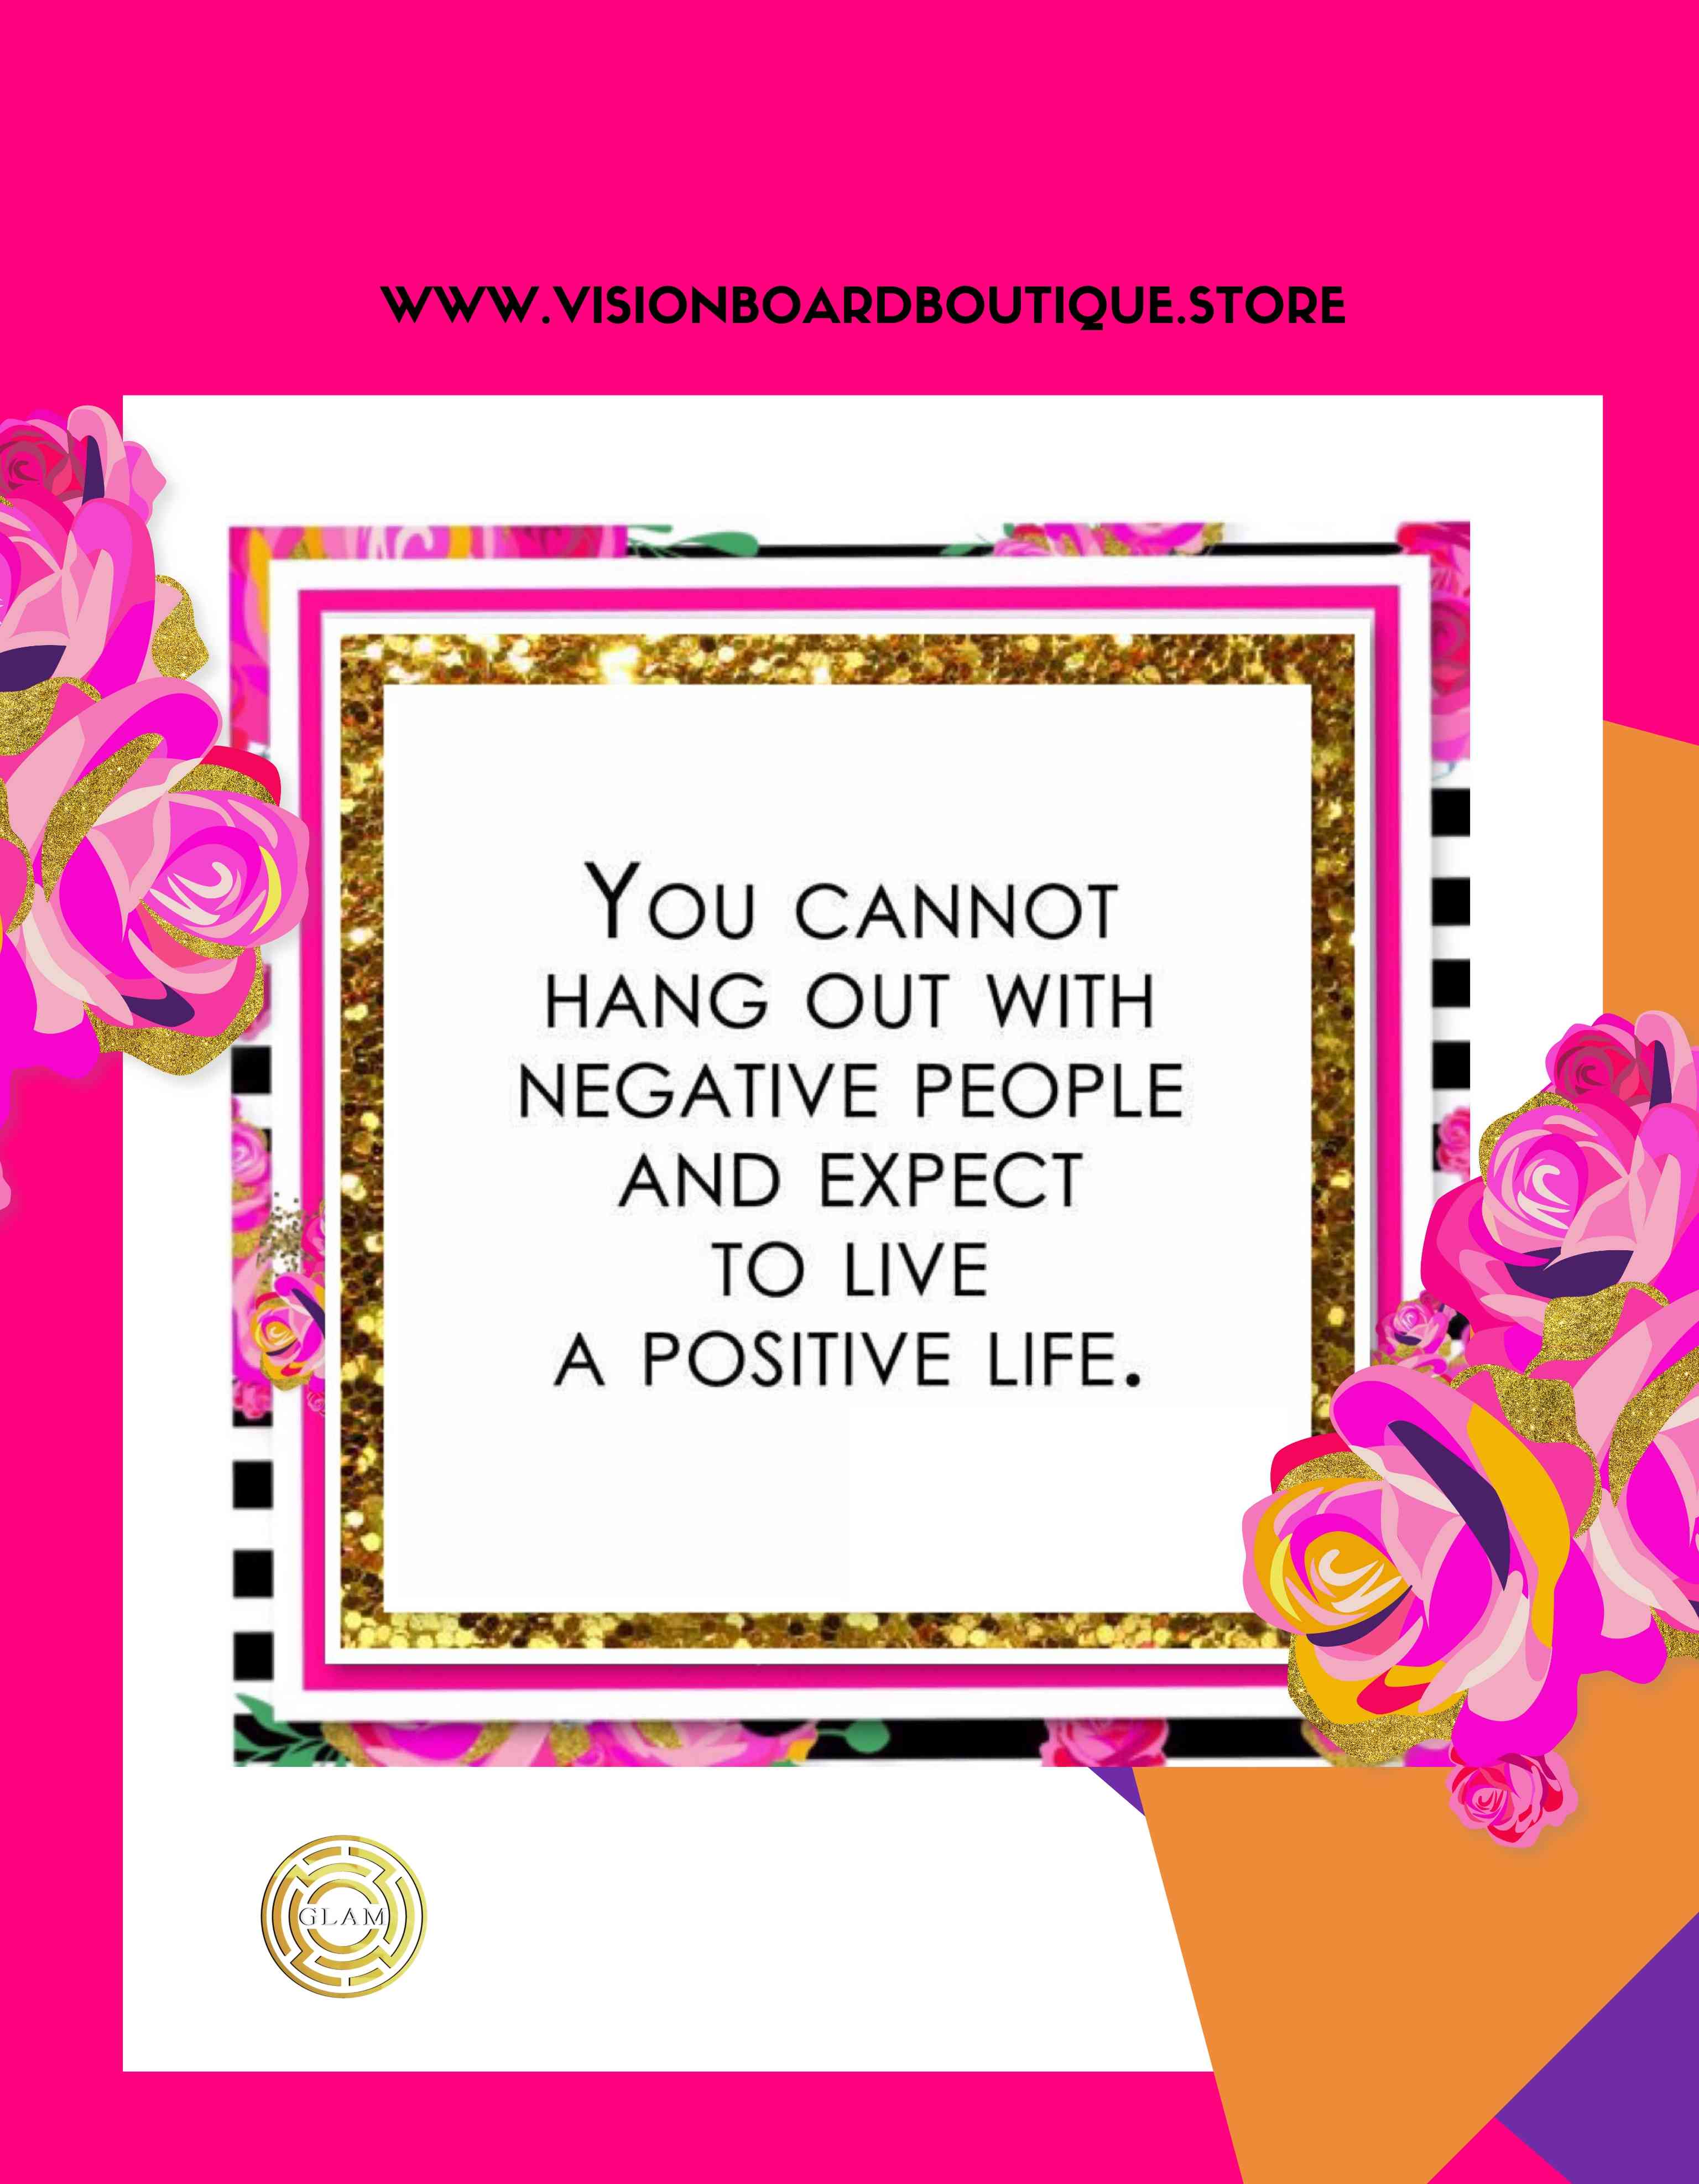 WWW.VISIONBOARDBOUTIQUE.STORE
YOU CANNOT
HANG OUT WITH
NEGATIVE PEOPLE
AND EXPECT
TO LIVE
A POSITIVE LIFE.
GLAM